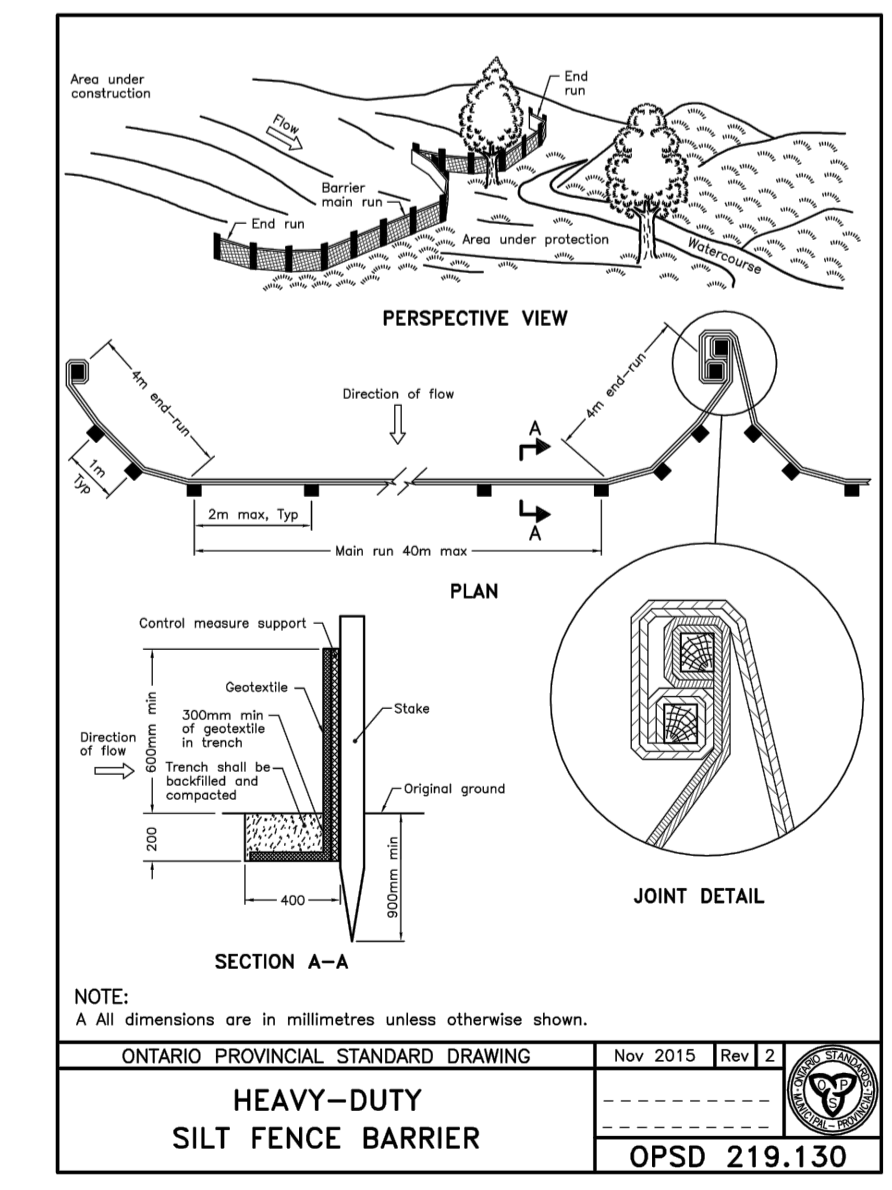 Area under
construction
Flow
End
run
Barrier
main run
End run
Area under protection
Watercourse
PERSPECTIVE VIEW
4m end-run
Direction of flow
4m end-run
A
1m
Typ
2m max, Typ
A
Main run 40m max
PLAN
Control measure support
Geotextile
300mm min
of geotextile
in trench
Stake
Direction
of flow
600mm min
Trench shall be
backfilled and
compacted
Original ground
200
400
900mm min
SECTION A-A
JOINT DETAIL
NOTE:
A All dimensions are in millimetres unless otherwise shown.
ONTARIO PROVINCIAL STANDARD DRAWING
Nov 2015
Rev
2
HEAVY-DUTY
SILT FENCE BARRIER
ONTARIO STANDARDS
MUNICIPAL-PROVINCIAL
O P
S
OPSD 219.130